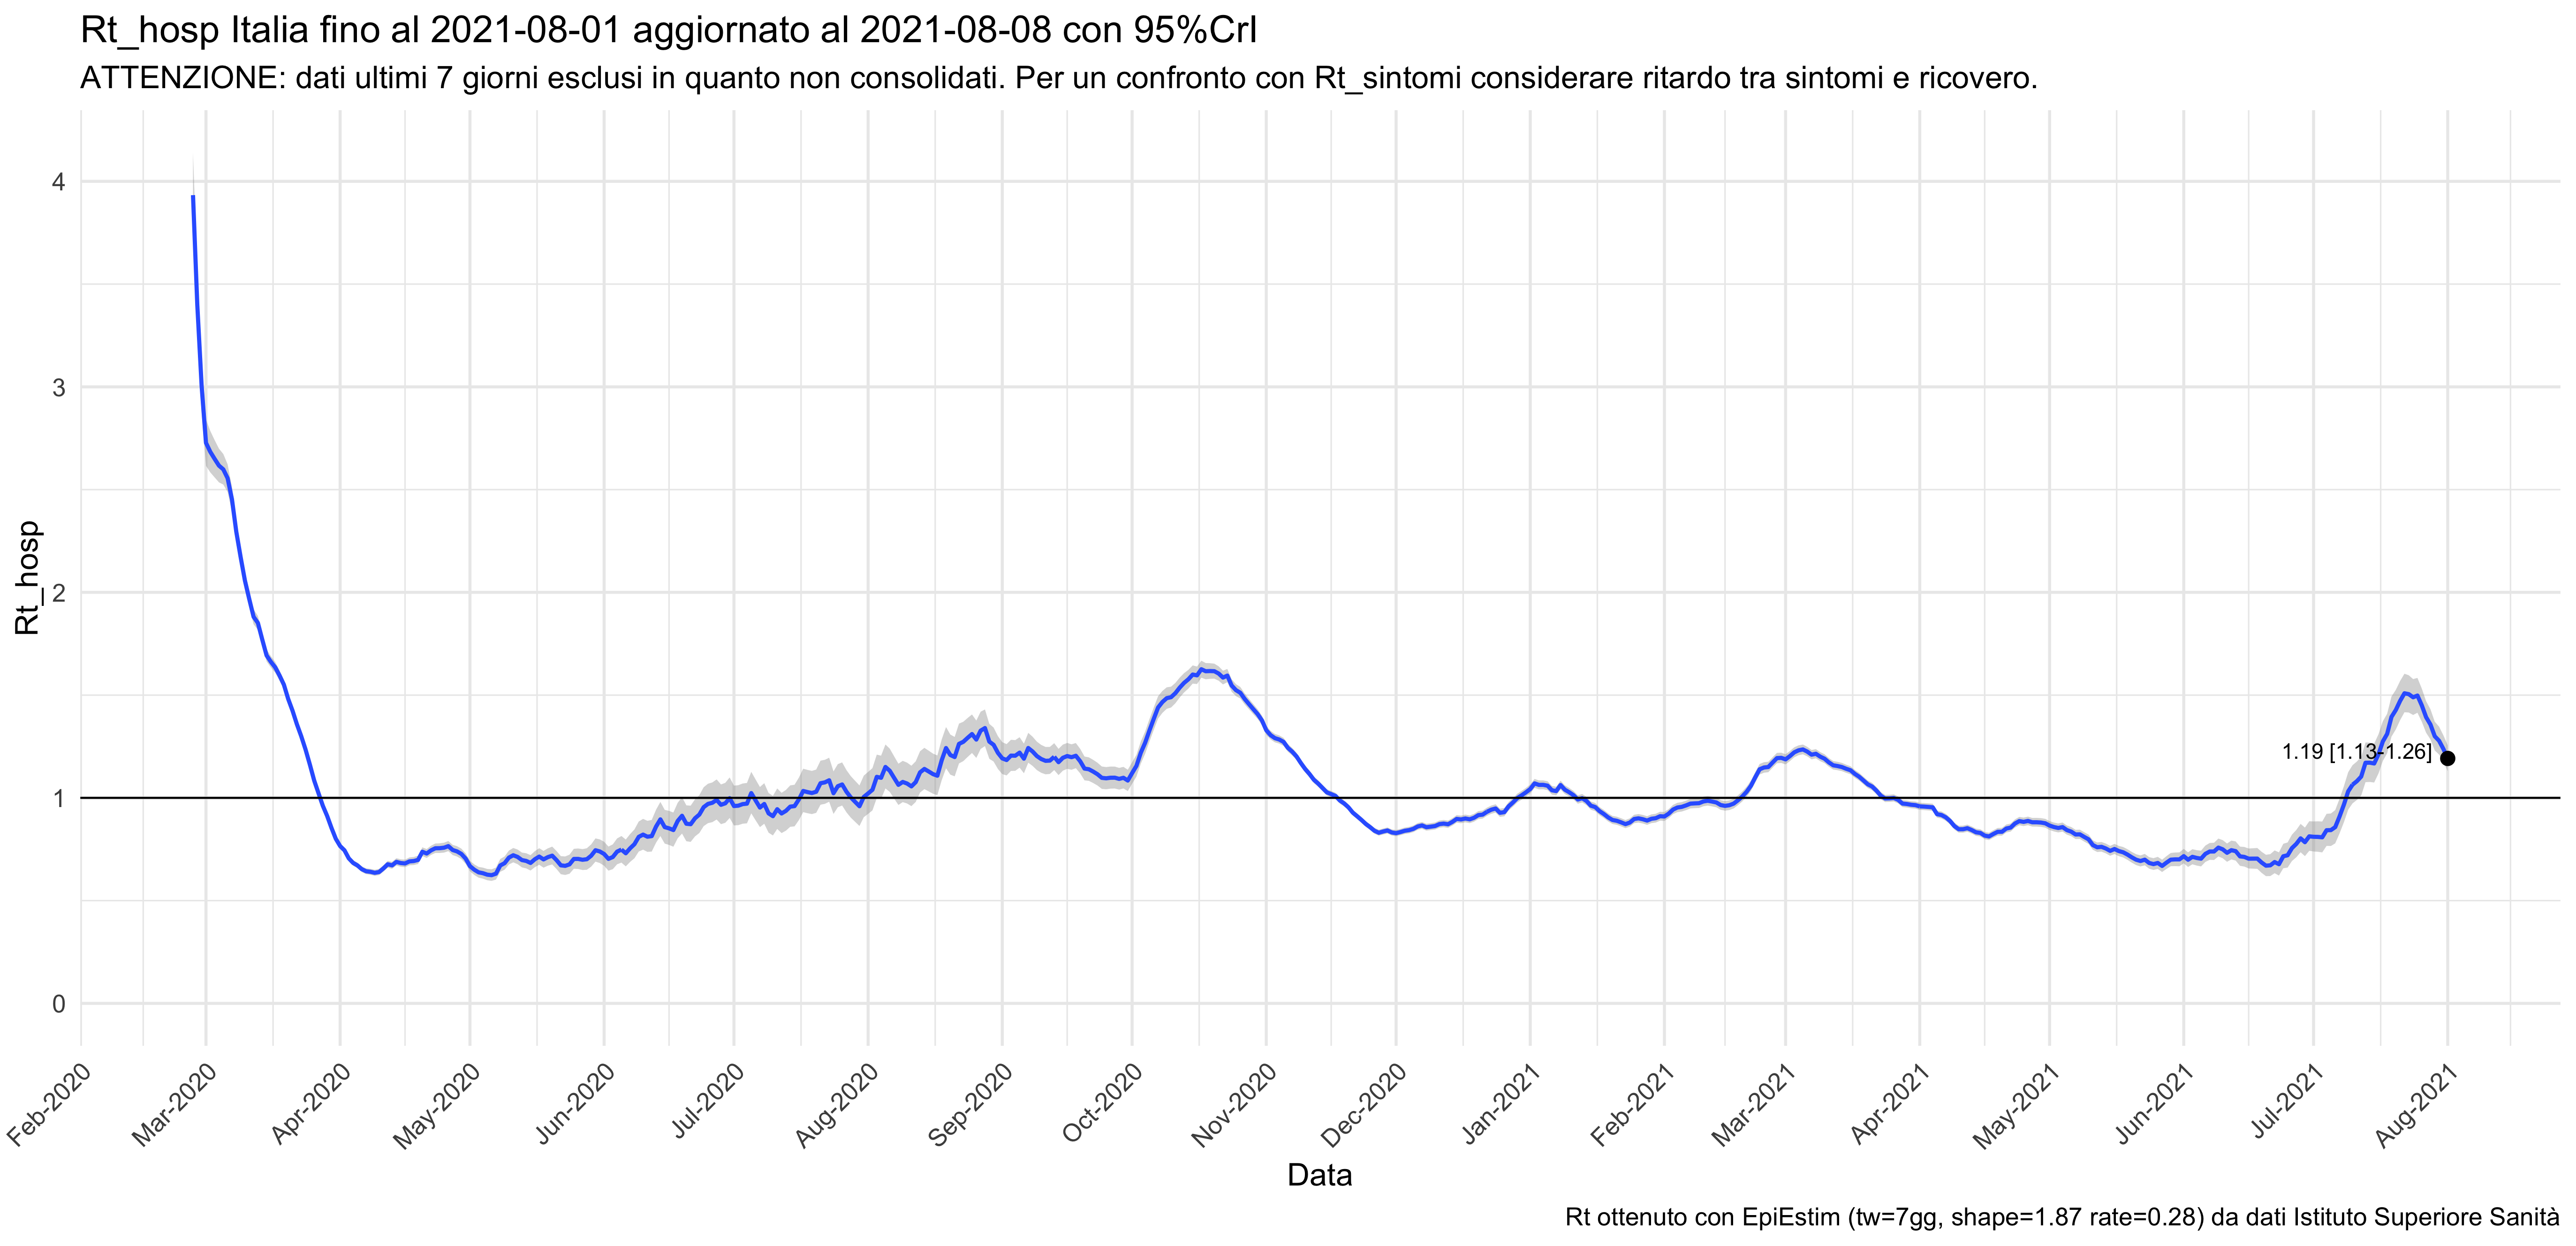 Rt_hosp Italia fino al 2021-08-01 aggiornato al 2021-08-08 con 95%CrI
ATTENZIONE: dati ultimi 7 giorni esclusi in quanto non consolidati. Per un confronto con Rt_sintomi considerare ritardo tra sintomi e ricovero.
4
3
2
1
0
Rt_hosp
1.19 [1.13-1.26]
Feb-2020
Mar-2020
Apr-2020
May-2020
Jun-2020
Jul-2020
Aug-2020
Sep-2020
Oct-2020
Nov-2020
Dec-2020
Jan-2021
Feb-2021
Mar-2021
Apr-2021
May-2021
Jun-2021
Jul-2021
Aug-2021
Data
Rt ottenuto con EpiEstim (tw=7gg, shape=1.87 rate=0.28) da dati Istituto Superiore Sanità